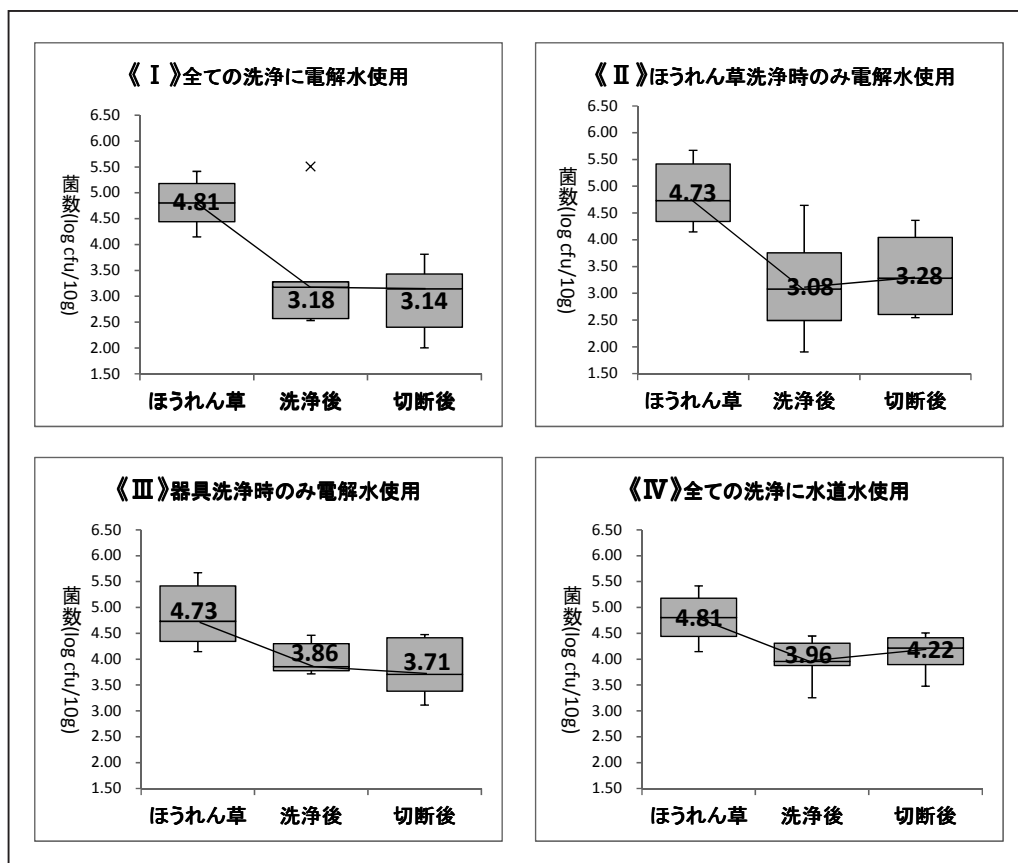 《Ⅰ》全ての洗浄に電解水使用
菌数(log cfu/10g)
6.50
6.00
5.50
5.00
4.50
4.00
3.50
3.00
2.50
2.00
1.50
×
4.81
3.18
3.14
ほうれん草
洗浄後
切断後
《Ⅱ》ほうれん草洗浄時のみ電解水使用
菌数(log cfu/10g)
6.50
6.00
5.50
5.00
4.50
4.00
3.50
3.00
2.50
2.00
1.50
4.73
3.08
3.28
ほうれん草
洗浄後
切断後
《Ⅲ》器具洗浄時のみ電解水使用
菌数(log cfu/10g)
6.50
6.00
5.50
5.00
4.50
4.00
3.50
3.00
2.50
2.00
1.50
4.73
3.86
3.71
ほうれん草
洗浄後
切断後
《Ⅳ》全ての洗浄に水道水使用
菌数(log cfu/10g)
6.50
6.00
5.50
5.00
4.50
4.00
3.50
3.00
2.50
2.00
1.50
4.81
3.96
4.22
ほうれん草
洗浄後
切断後